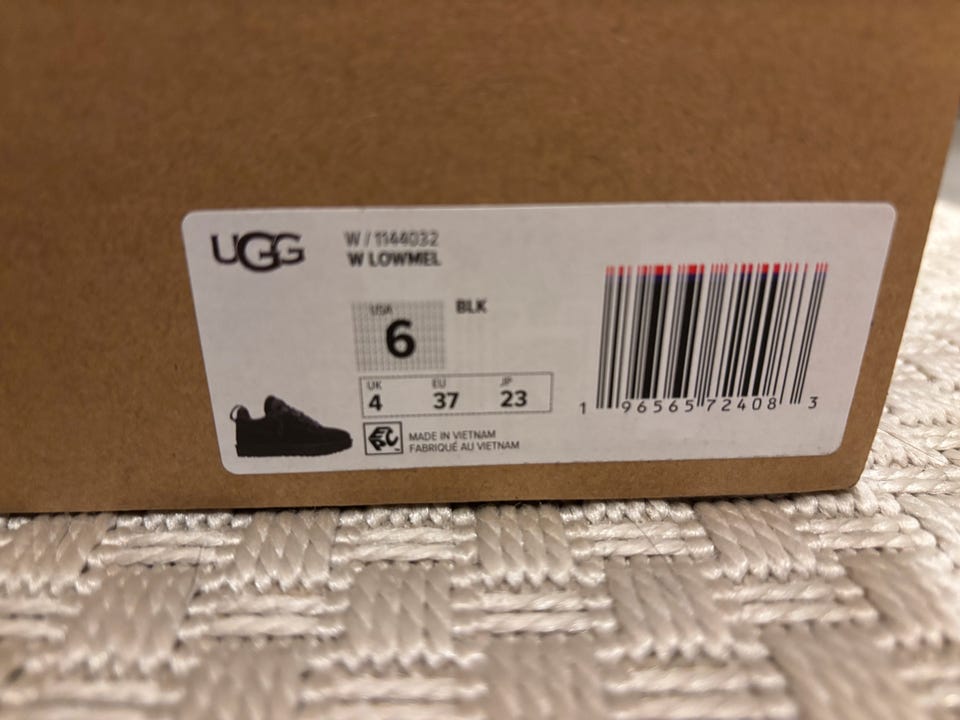 UGG
W / 1144032
W LOWMEL
USA
6
BLK
UK EU JP
4 37 23
MADE IN VIETNAM
FABRIQUÉ AU VIETNAM
1 96565 72408 3